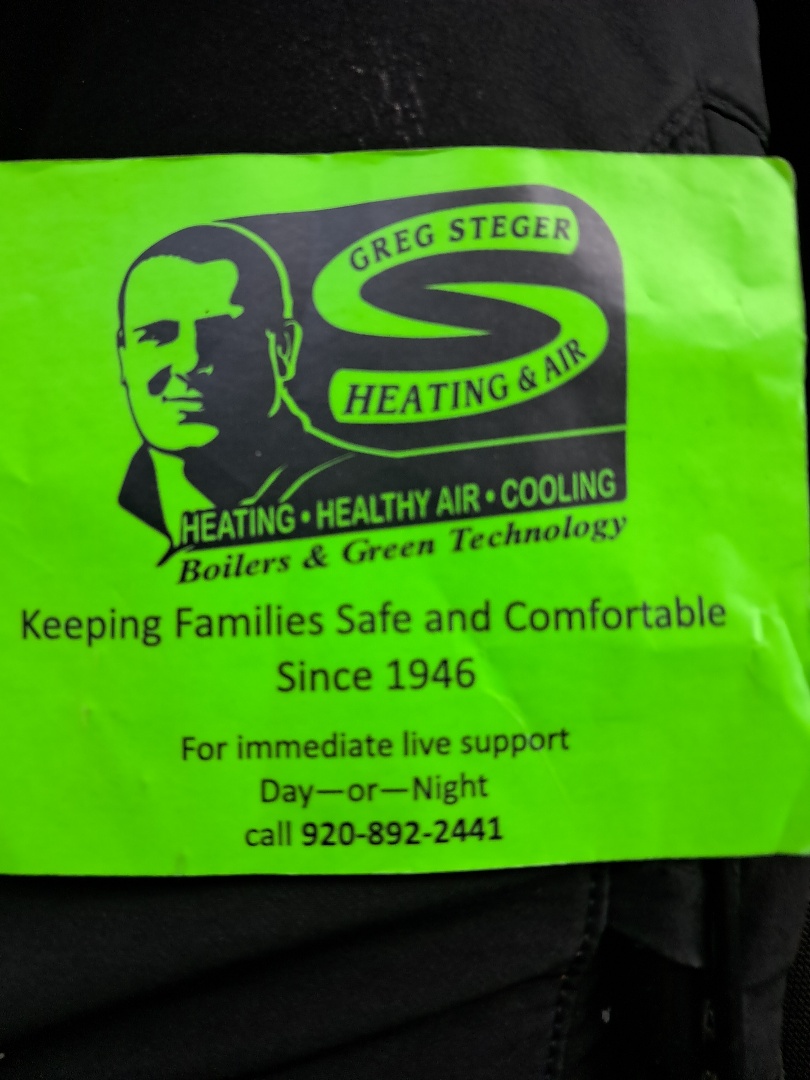 GREG STEGER
HEATING & AIR
HEATING • HEALTHY AIR • COOLING
Boilers & Green Technology
Keeping Families Safe and Comfortable
Since 1946
For immediate live support
Day—or—Night
call 920-892-2441